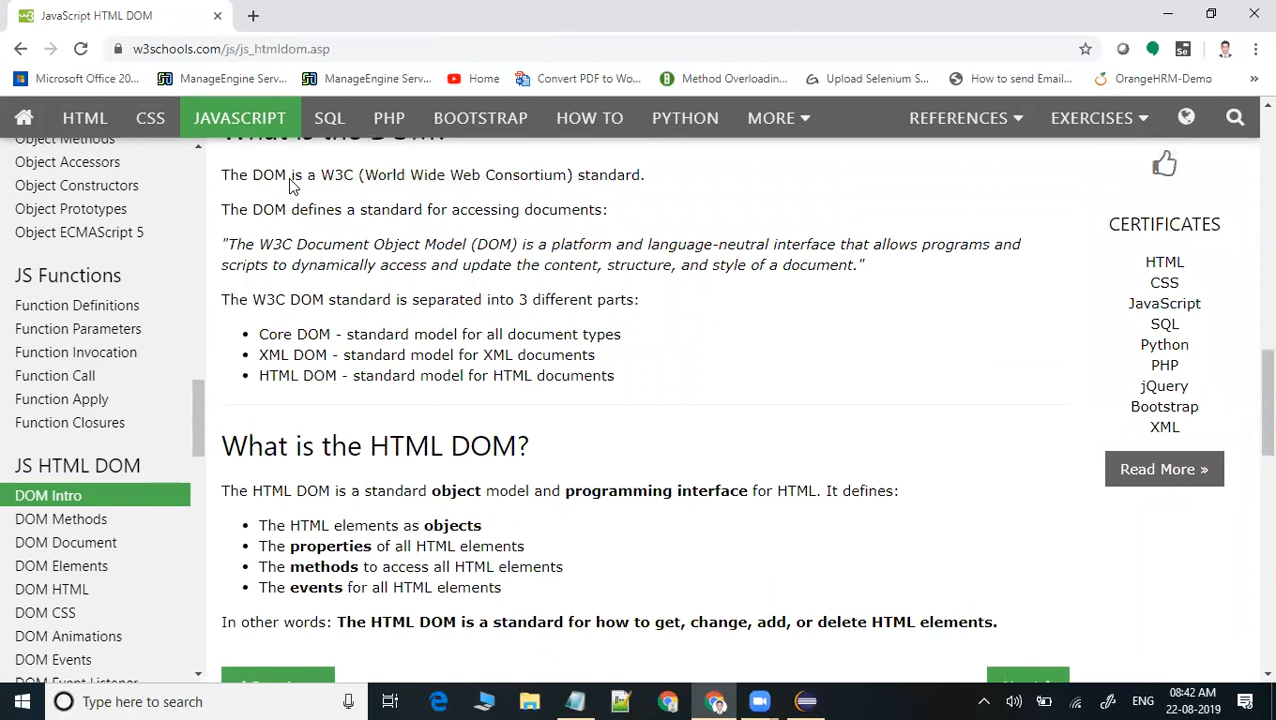 JavaScript HTML DOM
w3schools.com/js/js_htmldom.asp
Microsoft Office 20...
ManageEngine Serv...
ManageEngine Serv...
Home
Convert PDF to Wo...
Method Overloadin...
Upload Selenium S...
How to send Email...
OrangeHRM-Demo
HTML CSS JAVASCRIPT SQL PHP BOOTSTRAP HOW TO PYTHON MORE REFERENCES EXERCISES
Object Methods
Object Accessors
Object Constructors
Object Prototypes
Object ECMAScript 5
JS Functions
Function Definitions
Function Parameters
Function Invocation
Function Call
Function Apply
Function Closures
JS HTML DOM
DOM Intro
DOM Methods
DOM Document
DOM Elements
DOM HTML
DOM CSS
DOM Animations
DOM Events
DOM Event Listener
What is the DOM?
The DOM is a W3C (World Wide Web Consortium) standard.
The DOM defines a standard for accessing documents:
"The W3C Document Object Model (DOM) is a platform and language-neutral interface that allows programs and
scripts to dynamically access and update the content, structure, and style of a document."
The W3C DOM standard is separated into 3 different parts:
• Core DOM - standard model for all document types
• XML DOM - standard model for XML documents
• HTML DOM - standard model for HTML documents
What is the HTML DOM?
The HTML DOM is a standard object model and programming interface for HTML. It defines:
• The HTML elements as objects
• The properties of all HTML elements
• The methods to access all HTML elements
• The events for all HTML elements
In other words: The HTML DOM is a standard for how to get, change, add, or delete HTML elements.
CERTIFICATES
HTML
CSS
JavaScript
SQL
Python
PHP
jQuery
Bootstrap
XML
Read More »
Type here to search
ENG
08:42 AM
22-08-2019